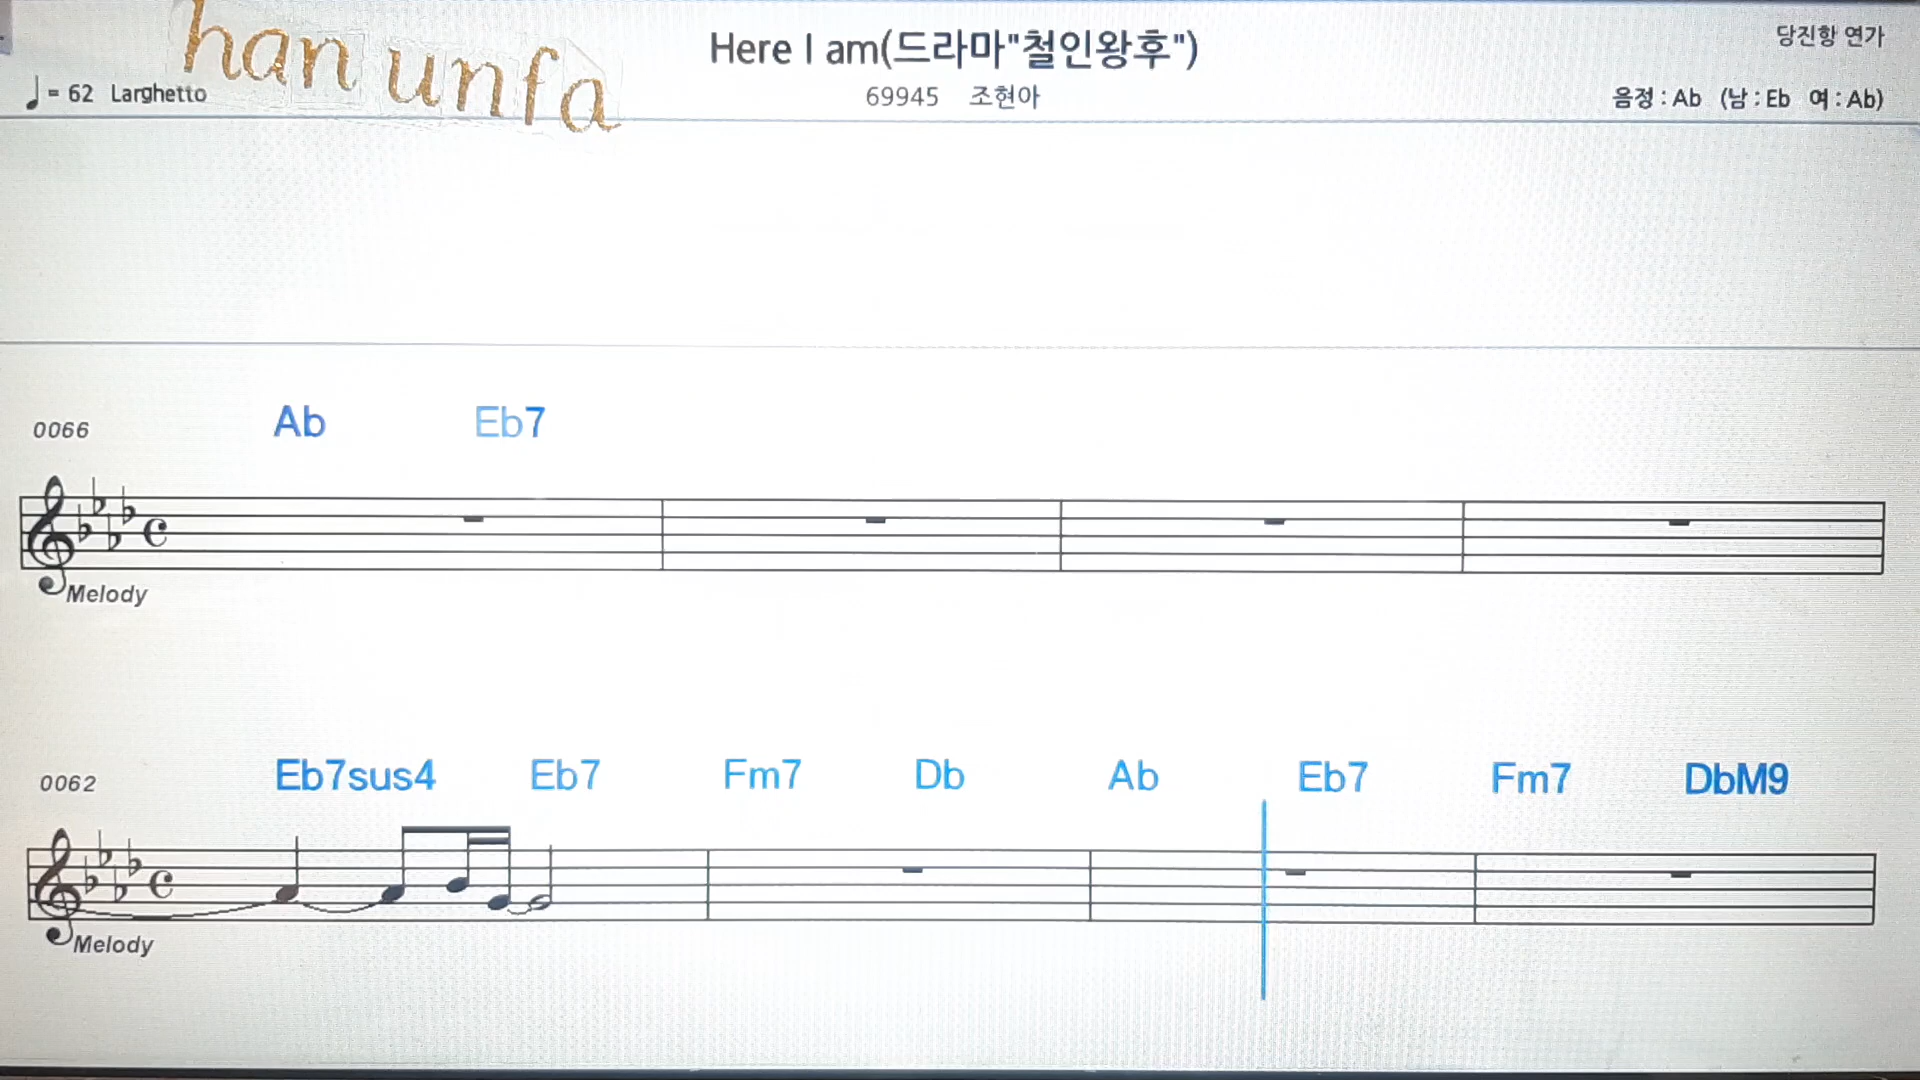 han unfa
Here I am(드라마"철인왕후")
당진항 연가
♩ = 62 Larghetto
69945 조현아
음정 : Ab (남 : Eb 여 : Ab)
0066 Ab Eb7
Melody
0062 Eb7sus4 Eb7 Fm7 Db Ab Eb7 Fm7 DbM9
Melody